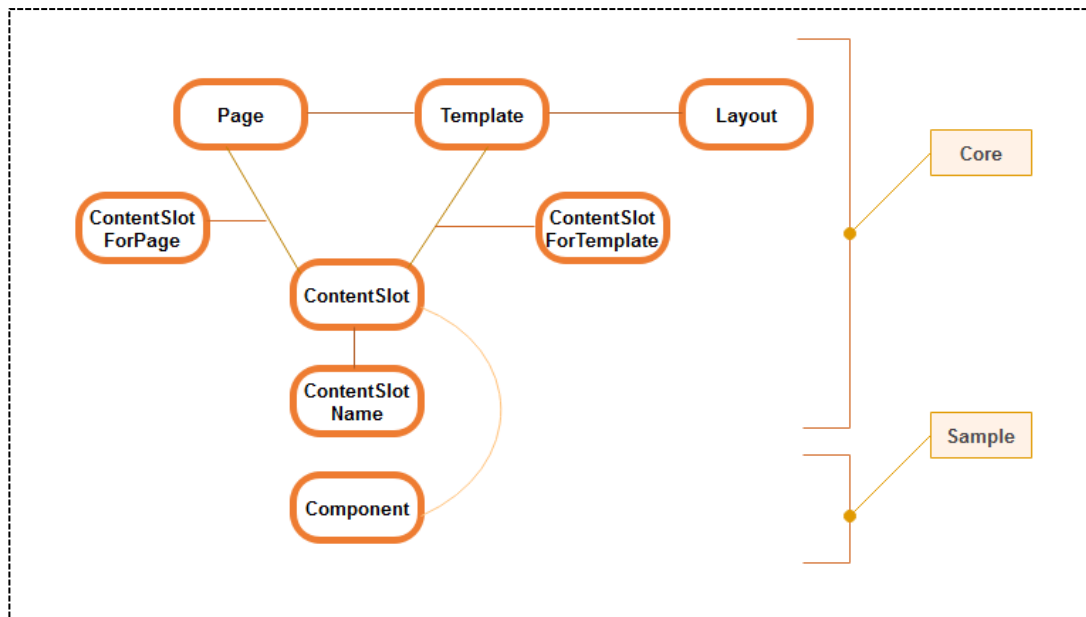 Page
Template
Layout
Core
ContentSlot
ForPage
ContentSlot
ForTemplate
ContentSlot
ContentSlot
Name
Sample
Component